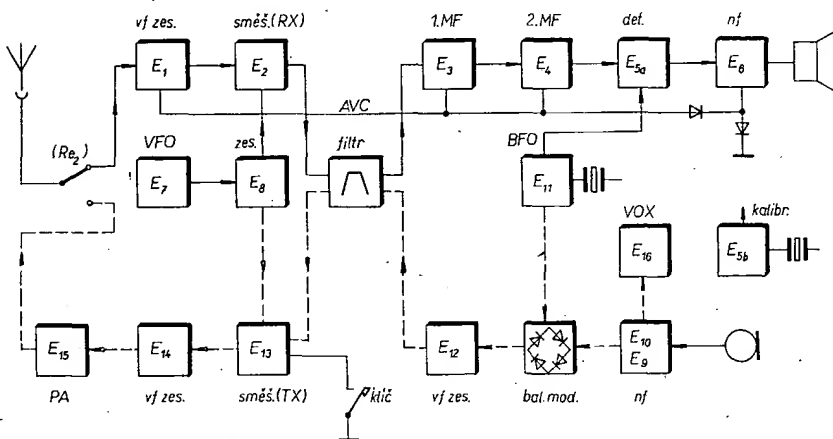 vf zes. směš.(RX) 1.MF 2.MF det. nf
E1 E2 E3 E4 E5a E6
AVC
(Re2) VFO zes. filtr BFO
E7 E8 E11
VOX kalibr.
E16 E5b
E15 E14 E13 klíč E12 E10
E9
PA vf zes. směš.(TX) vf zes. bal.mod. nf